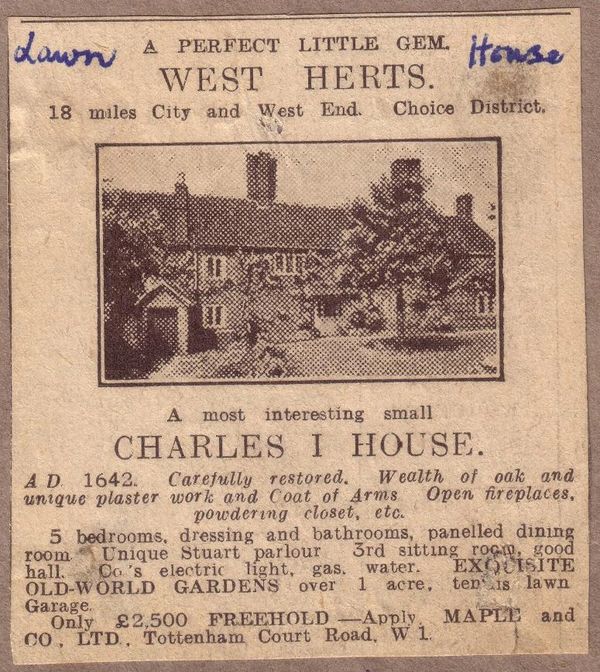 Lawn House
A PERFECT LITTLE GEM.
WEST HERTS.
18 miles City and West End. Choice District.
A most interesting small
CHARLES I HOUSE.
A D. 1642. Carefully restored. Wealth of oak and
unique plaster work and Coat of Arms Open fireplaces,
powdering closet, etc.
5 bedrooms, dressing and bathrooms, panelled dining
room Unique Stuart parlour 3rd sitting room, good
hall. Co.'s electric light, gas, water. EXQUISITE
OLD-WORLD GARDENS over 1 acre, tennis lawn
Garage.
Only £2,500 FREEHOLD —Apply, MAPLE and
CO, LTD., Tottenham Court Road, W 1.